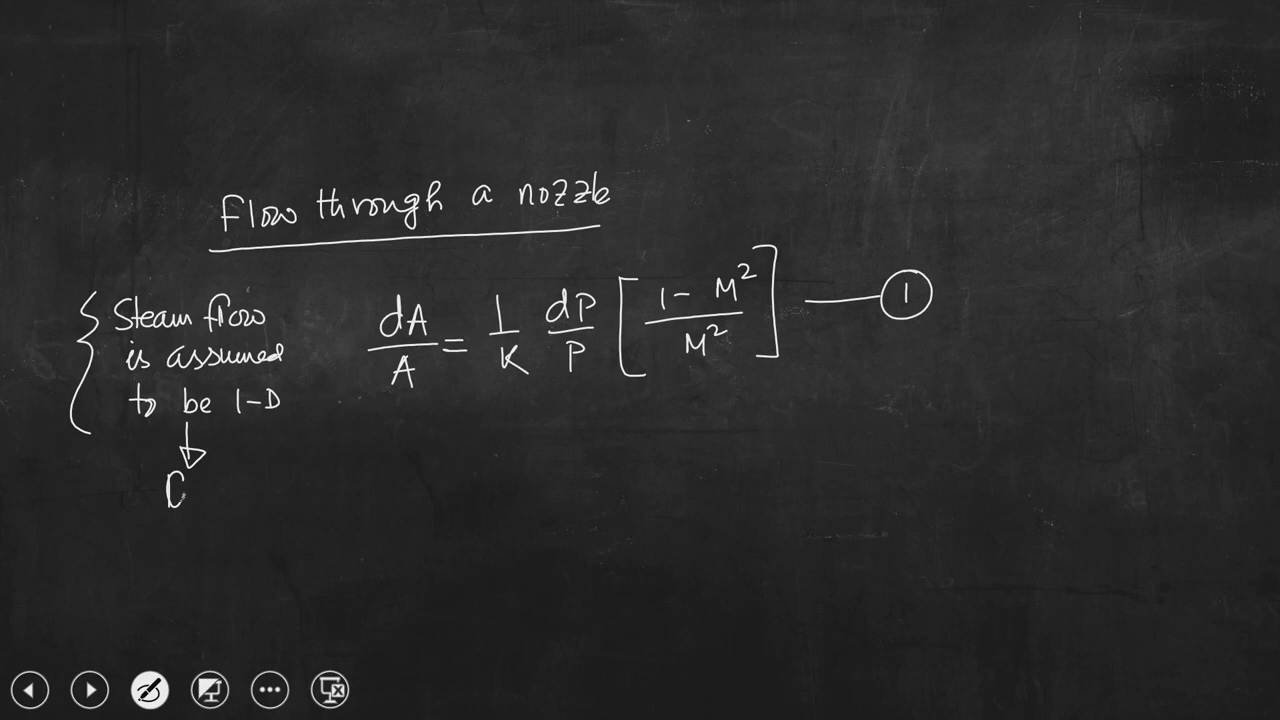 Flow through a nozzle
{ Steam flow
is assumed
to be 1-D
↓
dA/A = 1/K dP/P [ (1 - M²)/M² ] — ①